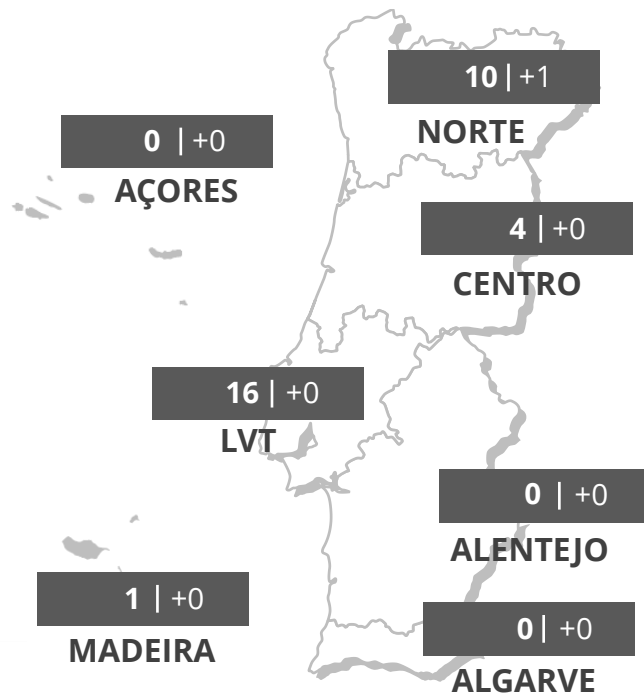 10 | +1
NORTE
0 | +0
AÇORES
4 | +0
CENTRO
16 | +0
LVT
0 | +0
ALENTEJO
1 | +0
MADEIRA
0 | +0
ALGARVE